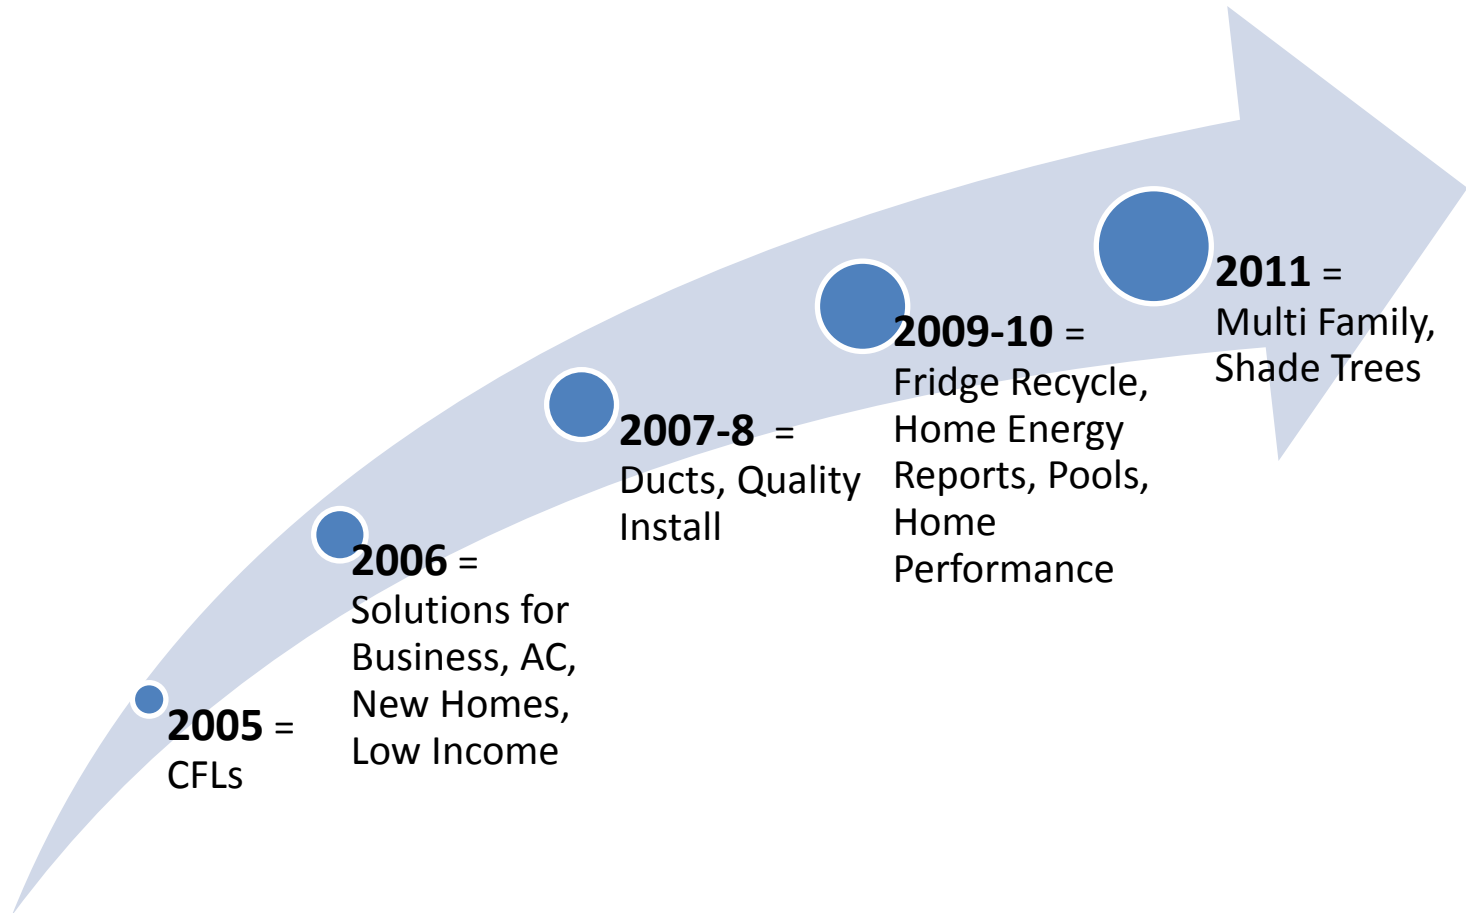 2005 =
CFLs
2006 =
Solutions for
Business, AC,
New Homes,
Low Income
2007-8 =
Ducts, Quality
Install
2009-10 =
Fridge Recycle,
Home Energy
Reports, Pools,
Home
Performance
2011 =
Multi Family,
Shade Trees